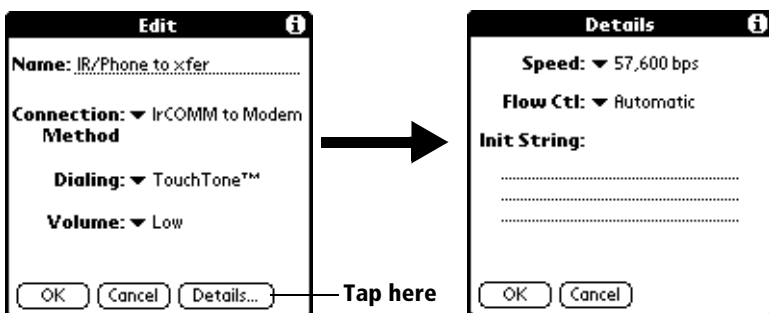 Edit
Name: IR/Phone to xfer
Connection: IrCOMM to Modem
Method
Dialing: TouchTone™
Volume: Low
OK Cancel Details...
Tap here
Details
Speed: 57,600 bps
Flow Ctl: Automatic
Init String:
OK Cancel